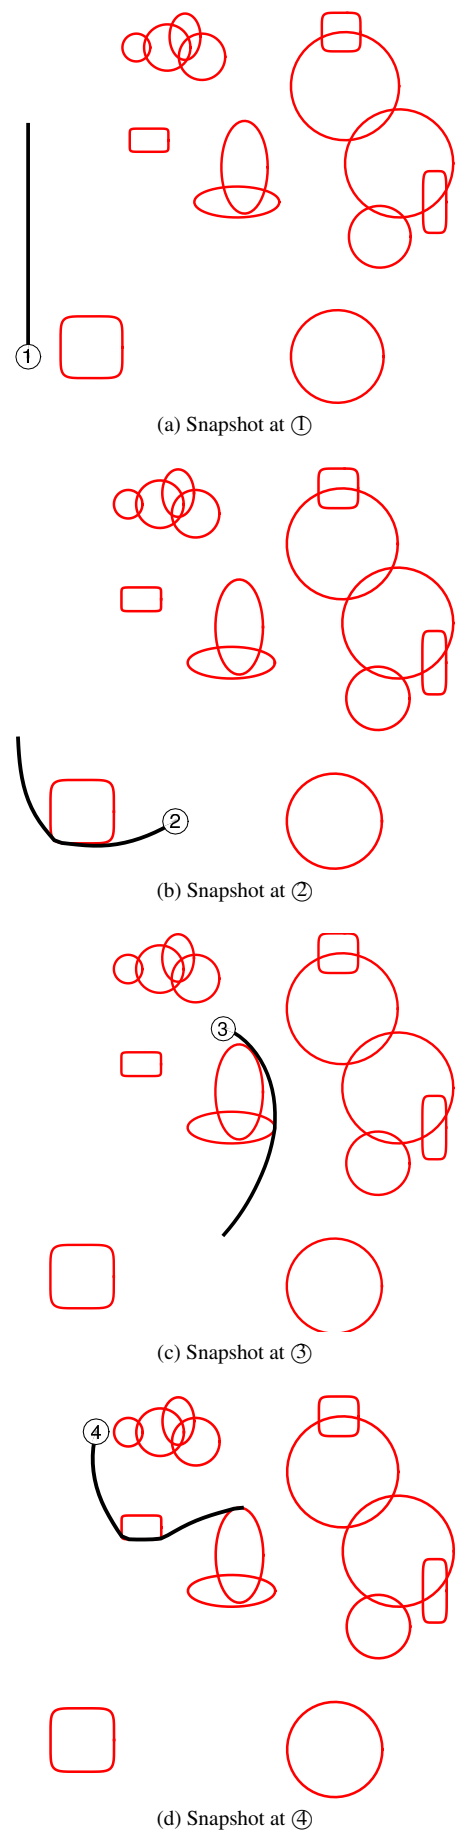 1
(a) Snapshot at ①
2
(b) Snapshot at ②
3
(c) Snapshot at ③
4
(d) Snapshot at ④